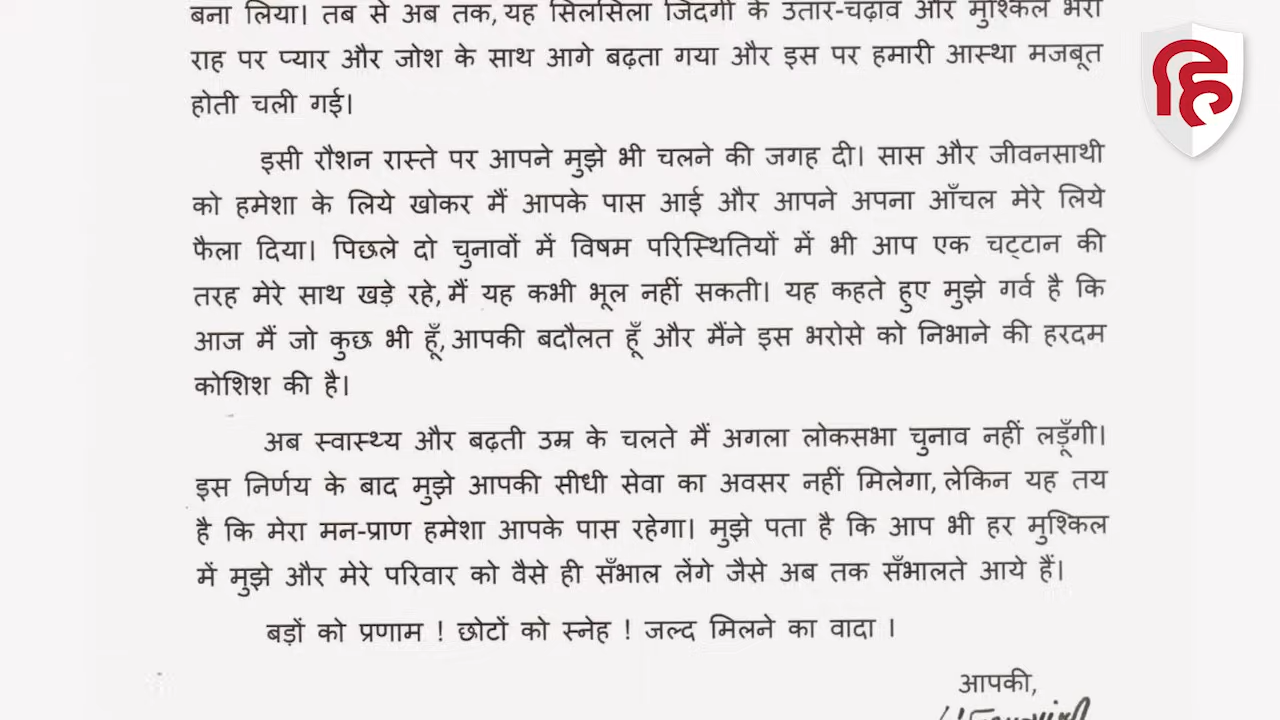 बना लिया। तब से अब तक, यह सिलसिला जिंदगी के उतार-चढ़ाव और मुश्किल भरी
राह पर प्यार और जोश के साथ आगे बढ़ता गया और इस पर हमारी आस्था मजबूत
होती चली गई।
इसी रौशन रास्ते पर आपने मुझे भी चलने की जगह दी। सास और जीवनसाथी
को हमेशा के लिये खोकर मैं आपके पास आई और आपने अपना आँचल मेरे लिये
फैला दिया। पिछले दो चुनावों में विषम परिस्थितियों में भी आप एक चट्टान की
तरह मेरे साथ खड़े रहे, मैं यह कभी भूल नहीं सकती। यह कहते हुए मुझे गर्व है कि
आज मैं जो कुछ भी हूँ, आपकी बदौलत हूँ और मैंने इस भरोसे को निभाने की हरदम
कोशिश की है।
अब स्वास्थ्य और बढ़ती उम्र के चलते मैं अगला लोकसभा चुनाव नहीं लड़ूँगी।
इस निर्णय के बाद मुझे आपकी सीधी सेवा का अवसर नहीं मिलेगा, लेकिन यह तय
है कि मेरा मन-प्राण हमेशा आपके पास रहेगा। मुझे पता है कि आप भी हर मुश्किल
में मुझे और मेरे परिवार को वैसे ही सँभाल लेंगे जैसे अब तक सँभालते आये हैं।
बड़ों को प्रणाम ! छोटों को स्नेह ! जल्द मिलने का वादा ।
आपकी,
हि